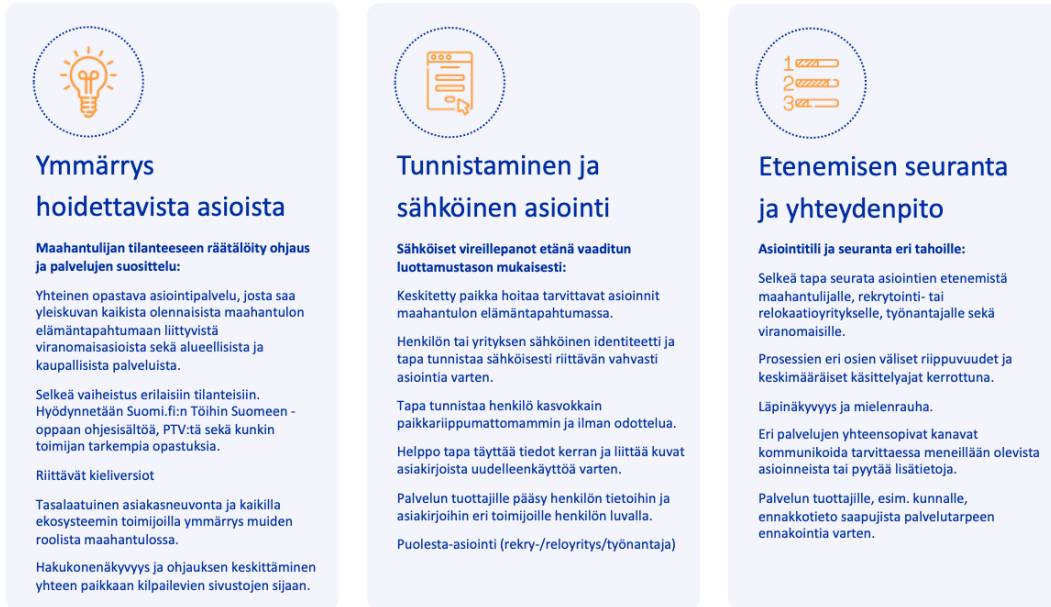 Ymmärrys
hoidettavista asioista
Maahantulijan tilanteeseen räätälöity ohjaus
ja palvelujen suosittelu:
Yhteinen opastava asiointipalvelu, josta saa
yleiskuvan kaikista olennaisista maahantulon
elämäntapahtumaan liittyvistä
viranomaisasioista sekä alueellisista ja
kaupallisista palveluista.
Selkeä vaiheistus erilaisiin tilanteisiin.
Hyödynnetään Suomi.fi:n Töihin Suomeen -
oppaan ohjesisältöä, PTV:tä sekä kunkin
toimijan tarkempia opastuksia.
Riittävät kieliversiot
Tasalaatuinen asiakasneuvonta ja kaikilla
ekosysteemin toimijoilla ymmärrys muiden
roolista maahantulossa.
Hakukonenäkyvyys ja ohjauksen keskittäminen
yhteen paikkaan kilpailevien sivustojen sijaan.
Tunnistaminen ja
sähköinen asiointi
Sähköiset vireillepanot etänä vaaditun
luottamustason mukaisesti:
Keskitetty paikka hoitaa tarvittavat asioinnit
maahantulon elämäntapahtumassa.
Henkilön tai yrityksen sähköinen identiteetti ja
tapa tunnistaa sähköisesti riittävän vahvasti
asiointia varten.
Tapa tunnistaa henkilö kasvokkain
paikkariippumattomammin ja ilman odottelua.
Helppo tapa täyttää tiedot kerran ja liittää kuvat
asiakirjoista uudelleenkäyttöä varten.
Palvelun tuottajille pääsy henkilön tietoihin ja
asiakirjoihin eri toimijoille henkilön luvalla.
Puolesta-asiointi (rekry-/reloyritys/työnantaja)
1
2
3
Etenemisen seuranta
ja yhteydenpito
Asiointitili ja seuranta eri tahoille:
Selkeä tapa seurata asiointien etenemistä
maahantulijalle, rekrytointi- tai
relokaatioyritykselle, työnantajalle sekä
viranomaisille.
Prosessien eri osien väliset riippuvuudet ja
keskimääräiset käsittelyajat kerrottuna.
Läpinäkyvyys ja mielenrauha.
Eri palvelujen yhteensopivat kanavat
kommunikoida tarvittaessa meneillään olevista
asioinneista tai pyytää lisätietoja.
Palvelun tuottajille, esim. kunnalle,
ennakkotieto saapujista palvelutarpeen
ennakointia varten.